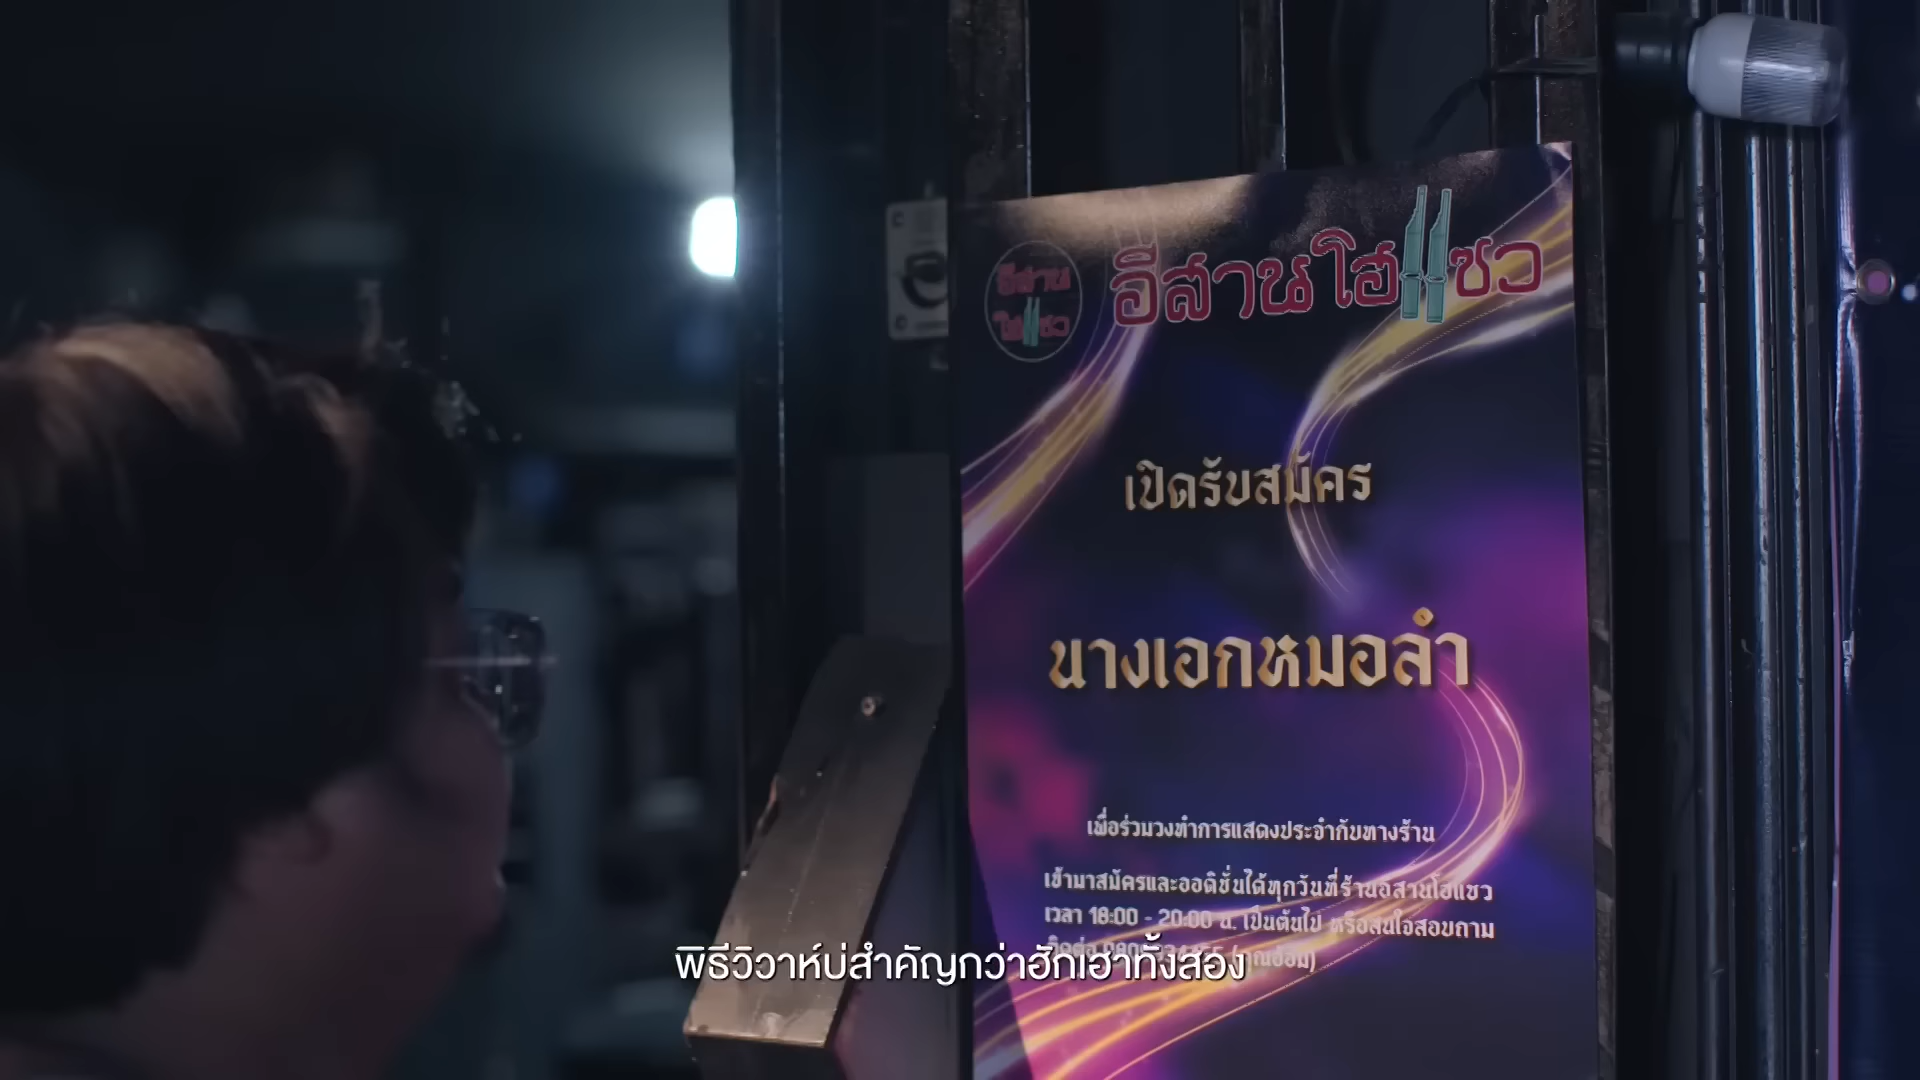 อีสาน
โฮแซว
อีสานโฮแซว
เปิดรับสมัคร
นางเอกหมอลำ
เพื่อร่วมวงทำการแสดงประจำกับทางร้าน
เข้ามาสมัครและออดิชั่นได้ทุกวันที่ร้านอีสานโฮแซว
เวลา 18:00 - 20:00 น. เป็นต้นไป หรือสนใจสอบถาม
ติดต่อ
พิธีวิวาห์บ่สำคัญกว่าฮักเฮาทั้งสอง